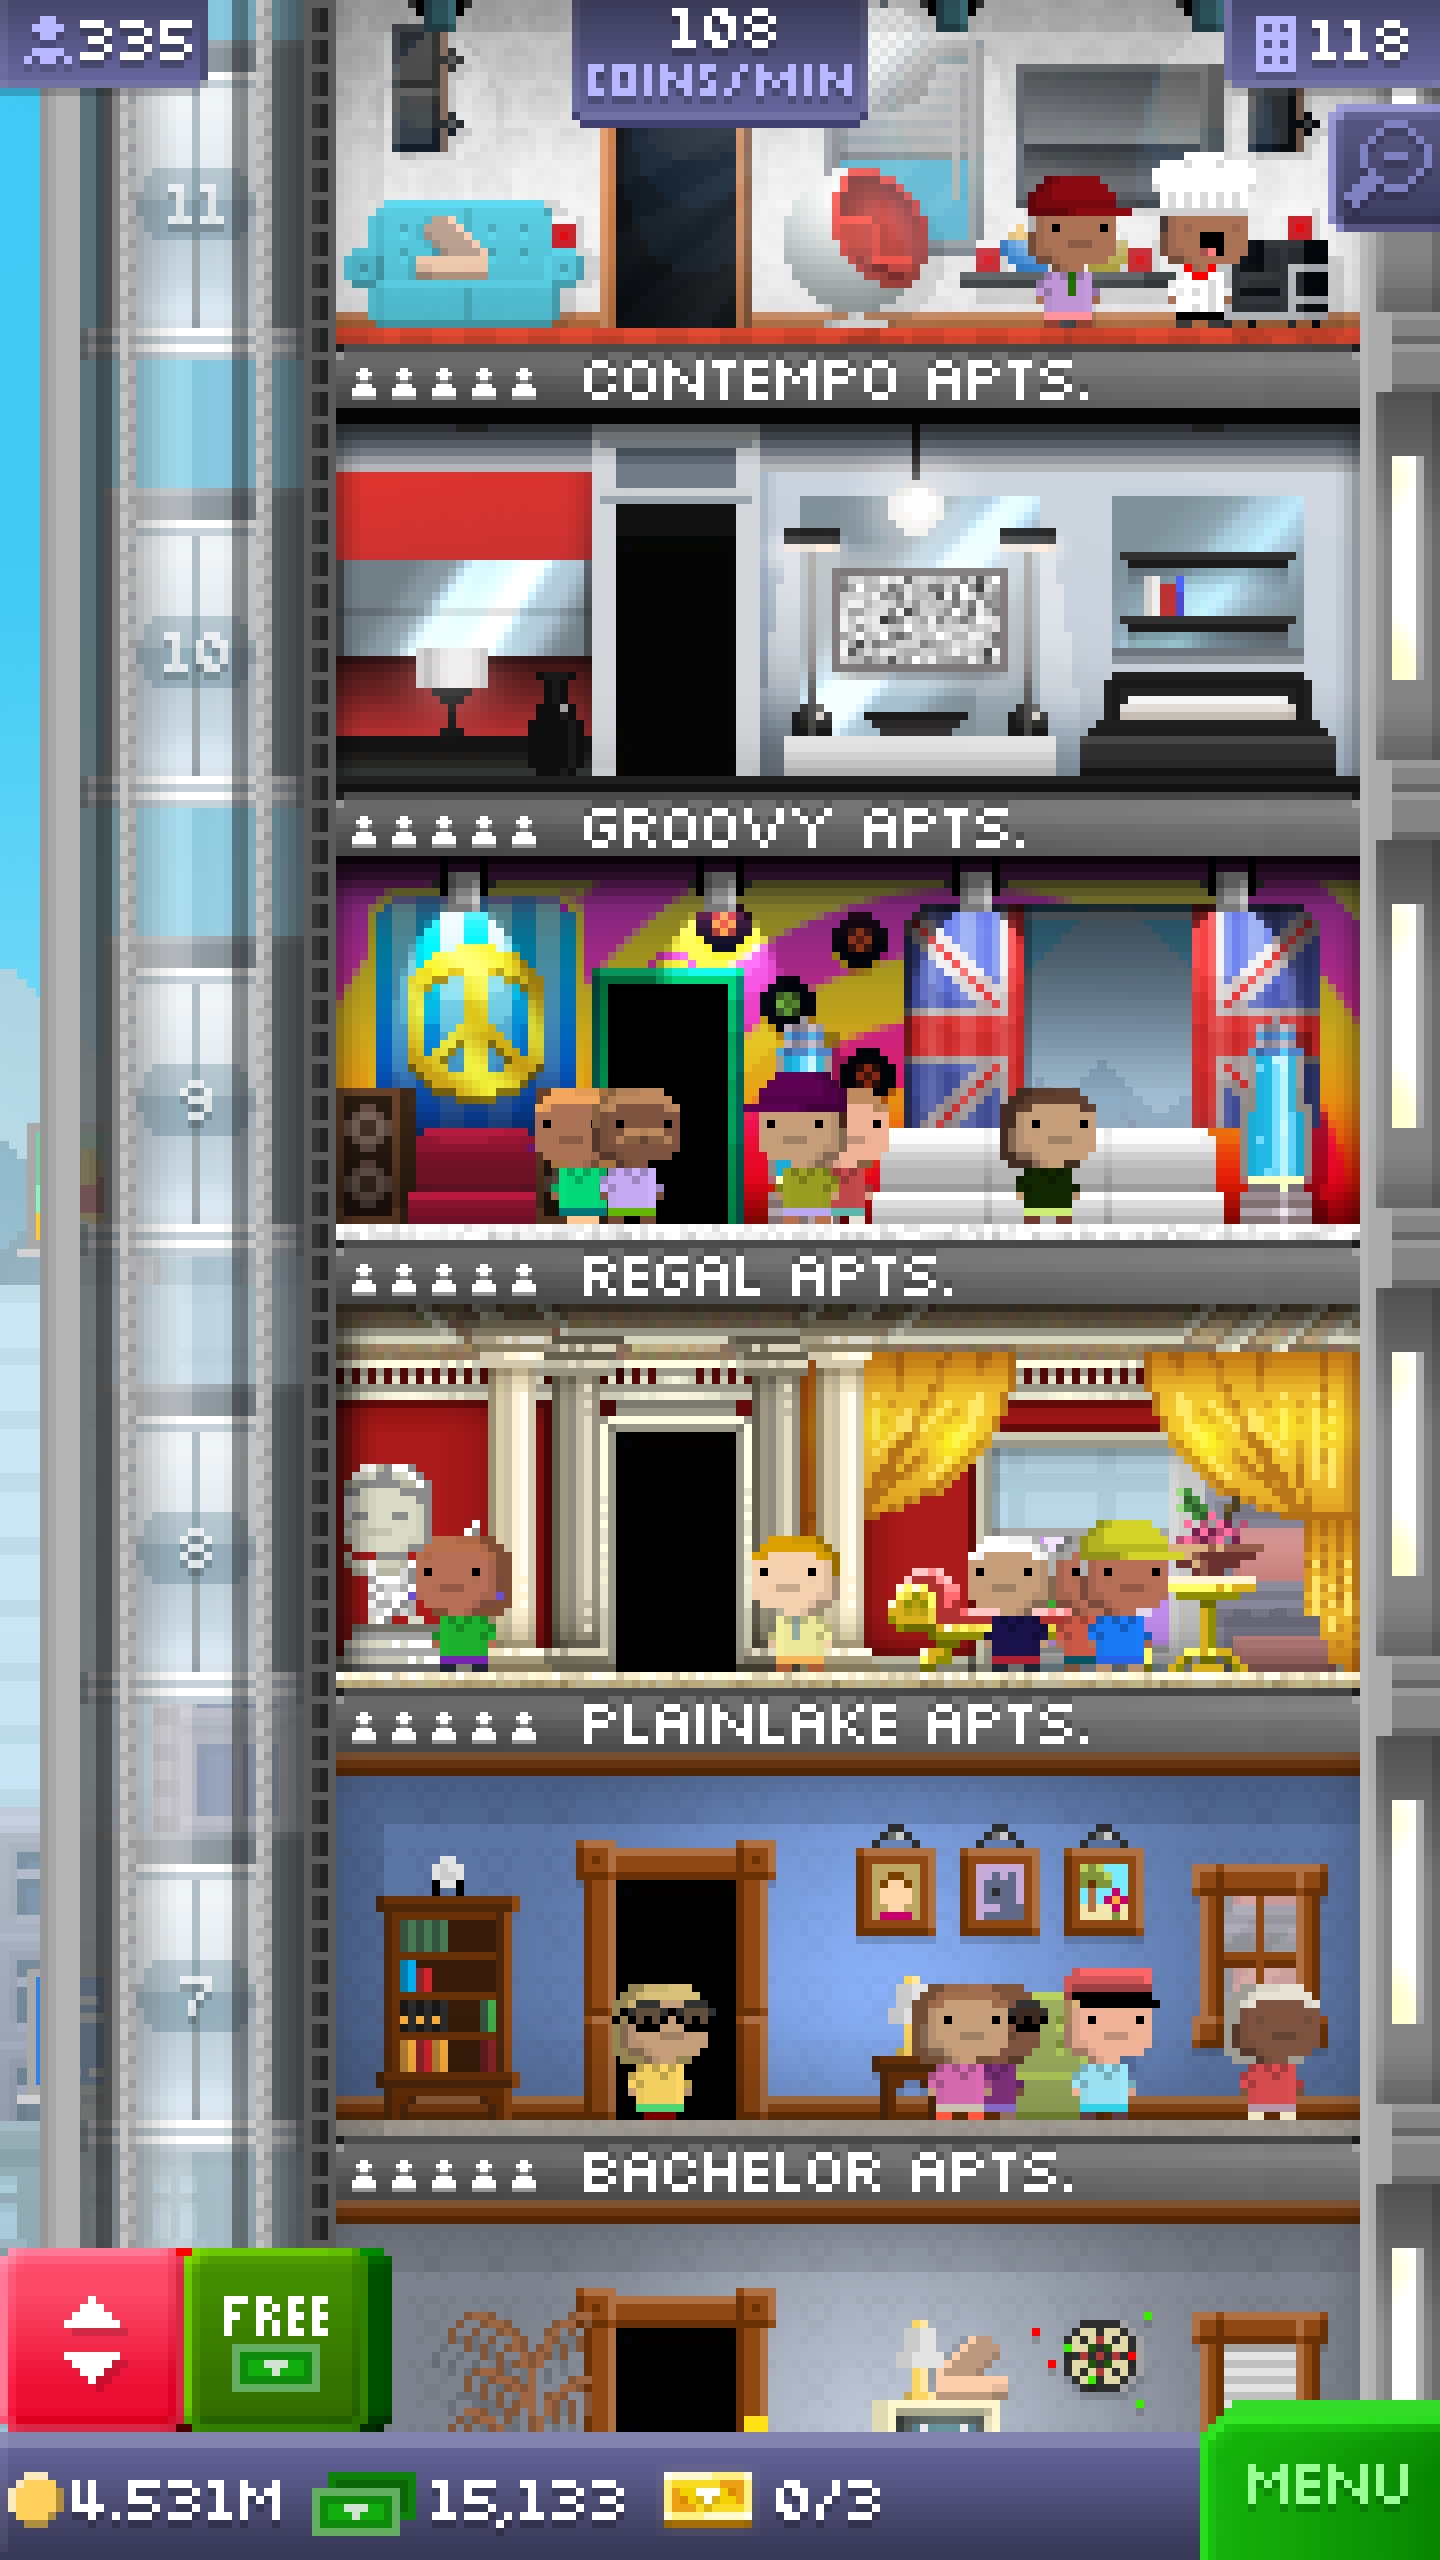 335
108
COINS/MIN
118
11
CONTEMPO APTS.
10
GROOVY APTS.
9
REGAL APTS.
8
PLAINLAKE APTS.
7
BACHELOR APTS.
FREE
4.531M
15,133
0/3
MENU